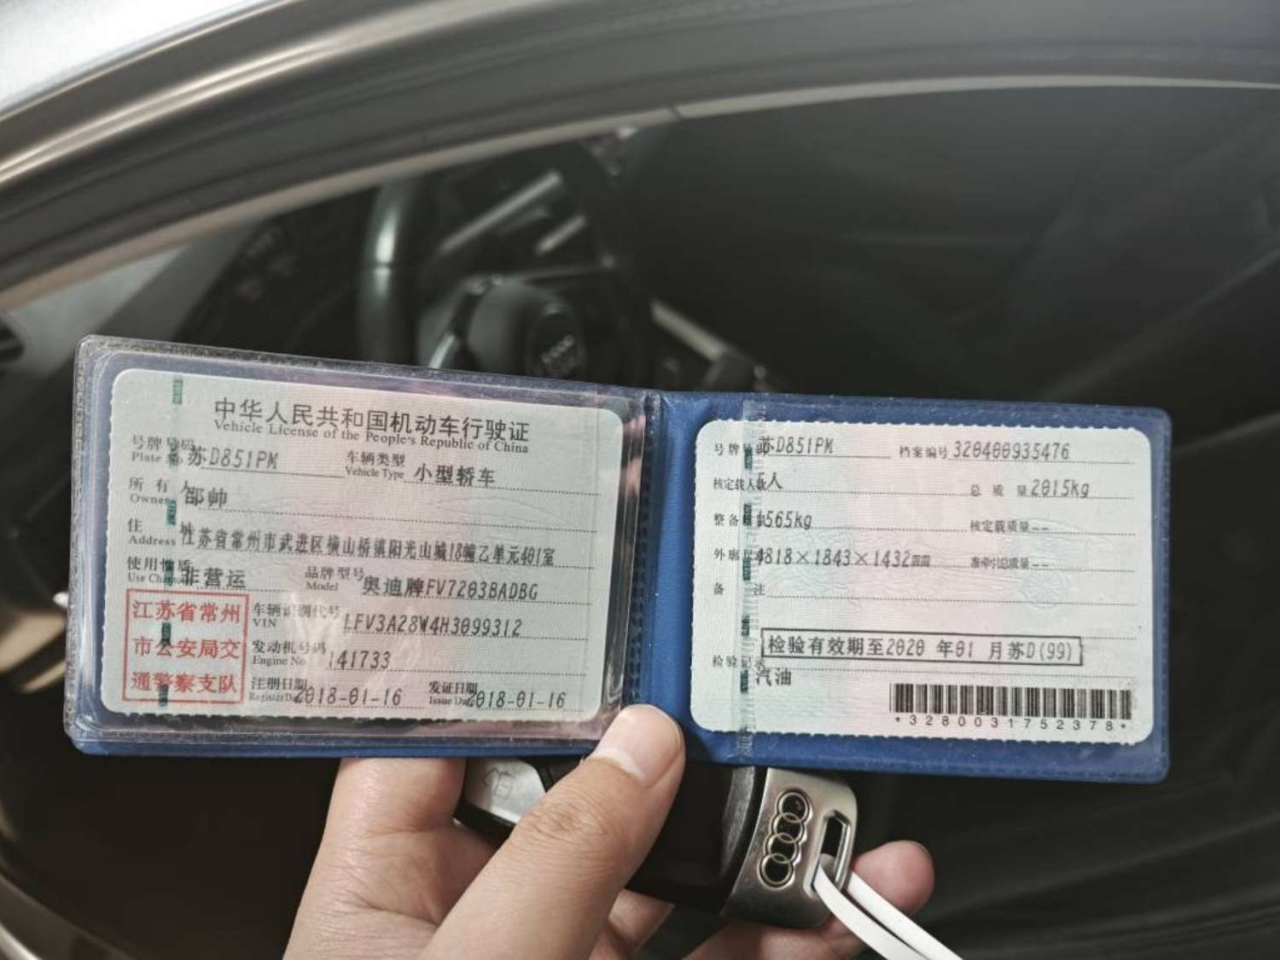 中华人民共和国机动车行驶证
Vehicle License of the People's Republic of China
号牌号码 苏D851PM 车辆类型 小型轿车
Plate Vehicle Type
所有人 邵帅
Owner
住址 江苏省常州市武进区横山桥镇阳光山城18幢乙单元401室
Address
使用性质 非营运 品牌型号 奥迪牌FV7203BADBG
Use Model
江苏省常州
市公安局交
通警察支队
车辆识别代号 LFV3A28W4H3099312
VIN
发动机号码 141733
Engine No.
注册日期 2018-01-16 发证日期 2018-01-16
Register Issue Date
号牌 苏D851PM 档案编号 320400935476
核定载人数 5人 总质量 2015kg
整备 1565kg 核定载质量 --
外廓 4818×1843×1432 准牵引总质量 --
备注
检验有效期至2020年01月苏D(99)
检验记录
汽油
*3280031752378*